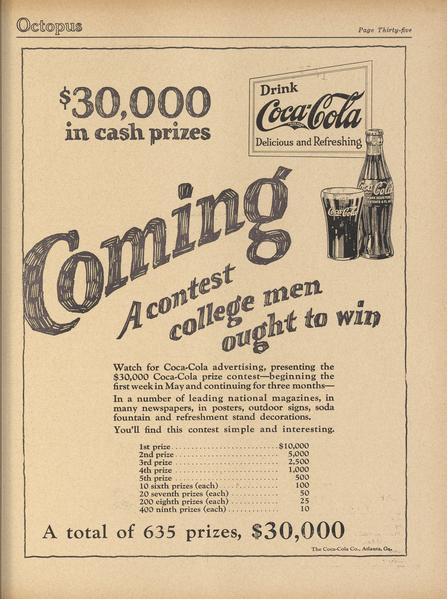 Octopus
Page Thirty-five
$30,000
in cash prizes
Drink
Coca-Cola
Delicious and Refreshing
Coca-Cola
Coca-Cola
Coming
A contest
college men
ought to win
Watch for Coca-Cola advertising, presenting the
$30,000 Coca-Cola prize contest—beginning the
first week in May and continuing for three months—
In a number of leading national magazines, in
many newspapers, in posters, outdoor signs, soda
fountain and refreshment stand decorations.
You'll find this contest simple and interesting.
1st prize . . . . . . . . . . . . . . . . . . . . $10,000
2nd prize . . . . . . . . . . . . . . . . . . . . 5,000
3rd prize . . . . . . . . . . . . . . . . . . . . 2,500
4th prize . . . . . . . . . . . . . . . . . . . . 1,000
5th prize . . . . . . . . . . . . . . . . . . . . 500
10 sixth prizes (each) . . . . . . . . . . 100
20 seventh prizes (each) . . . . . . . . 50
200 eighth prizes (each) . . . . . . . . 25
400 ninth prizes (each) . . . . . . . . . 10
A total of 635 prizes, $30,000
The Coca-Cola Co., Atlanta, Ga.